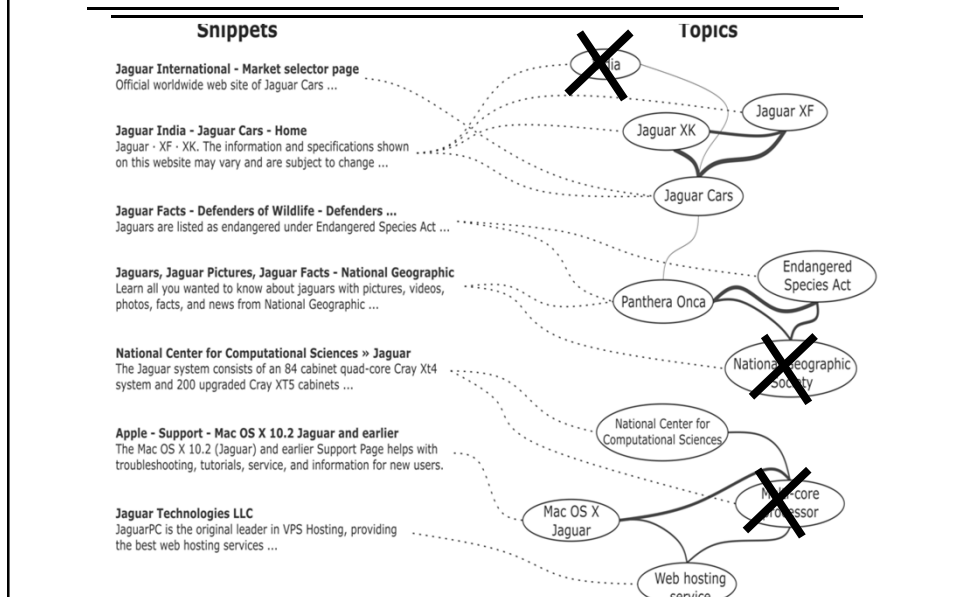 Snippets
Topics
Jaguar International - Market selector page
Official worldwide web site of Jaguar Cars ...
Jaguar India - Jaguar Cars - Home
Jaguar · XF · XK. The information and specifications shown
on this website may vary and are subject to change ...
Jaguar Facts - Defenders of Wildlife - Defenders ...
Jaguars are listed as endangered under Endangered Species Act ...
Jaguars, Jaguar Pictures, Jaguar Facts - National Geographic
Learn all you wanted to know about jaguars with pictures, videos,
photos, facts, and news from National Geographic ...
National Center for Computational Sciences » Jaguar
The Jaguar system consists of an 84 cabinet quad-core Cray Xt4
system and 200 upgraded Cray XT5 cabinets ...
Apple - Support - Mac OS X 10.2 Jaguar and earlier
The Mac OS X 10.2 (Jaguar) and earlier Support Page helps with
troubleshooting, tutorials, service, and information for new users.
Jaguar Technologies LLC
JaguarPC is the original leader in VPS Hosting, providing
the best web hosting services ...
Jaguar XF
Jaguar XK
Jaguar Cars
Endangered
Species Act
Panthera Onca
National Geographic
Society
National Center for
Computational Sciences
Multi-core
processor
Mac OS X
Jaguar
Web hosting
service